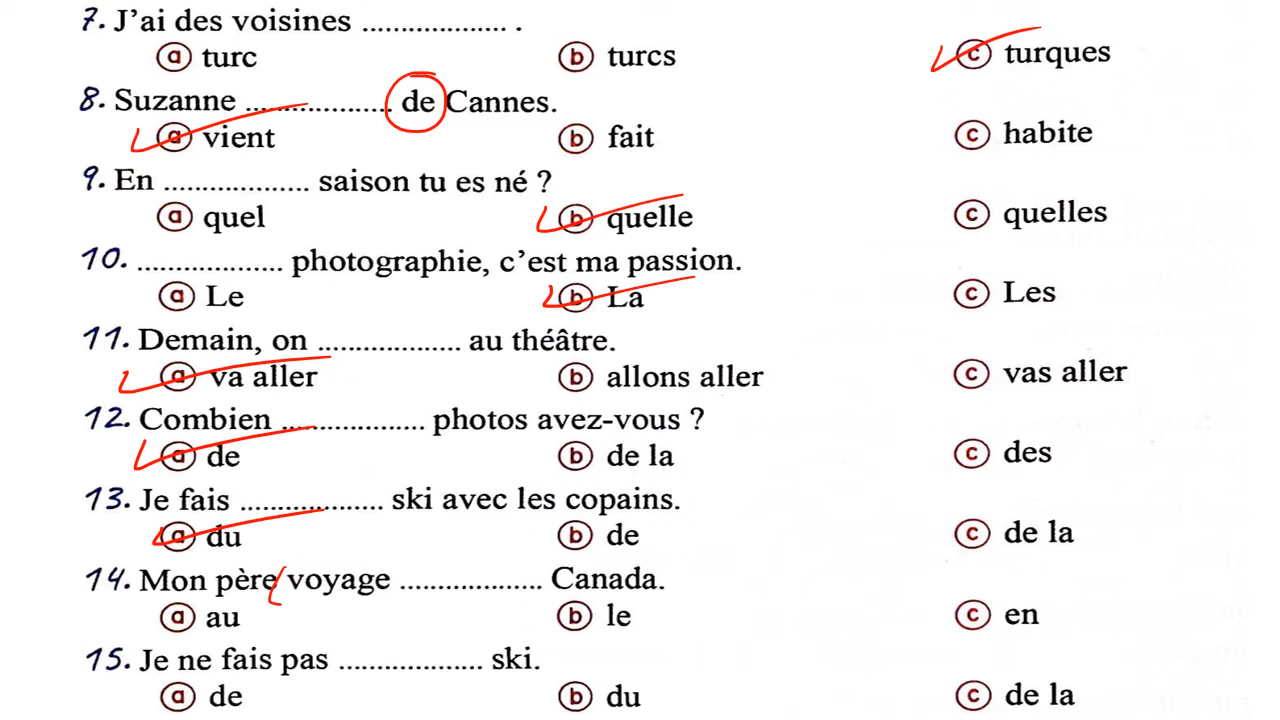 7. J'ai des voisines ................... .
a turc b turcs c turques
8. Suzanne ................... de Cannes.
a vient b fait c habite
9. En ................... saison tu es né ?
a quel b quelle c quelles
10. ................... photographie, c'est ma passion.
a Le b La c Les
11. Demain, on ................... au théâtre.
a va aller b allons aller c vas aller
12. Combien ................... photos avez-vous ?
a de b de la c des
13. Je fais ................... ski avec les copains.
a du b de c de la
14. Mon père voyage ................... Canada.
a au b le c en
15. Je ne fais pas ................... ski.
a de b du c de la